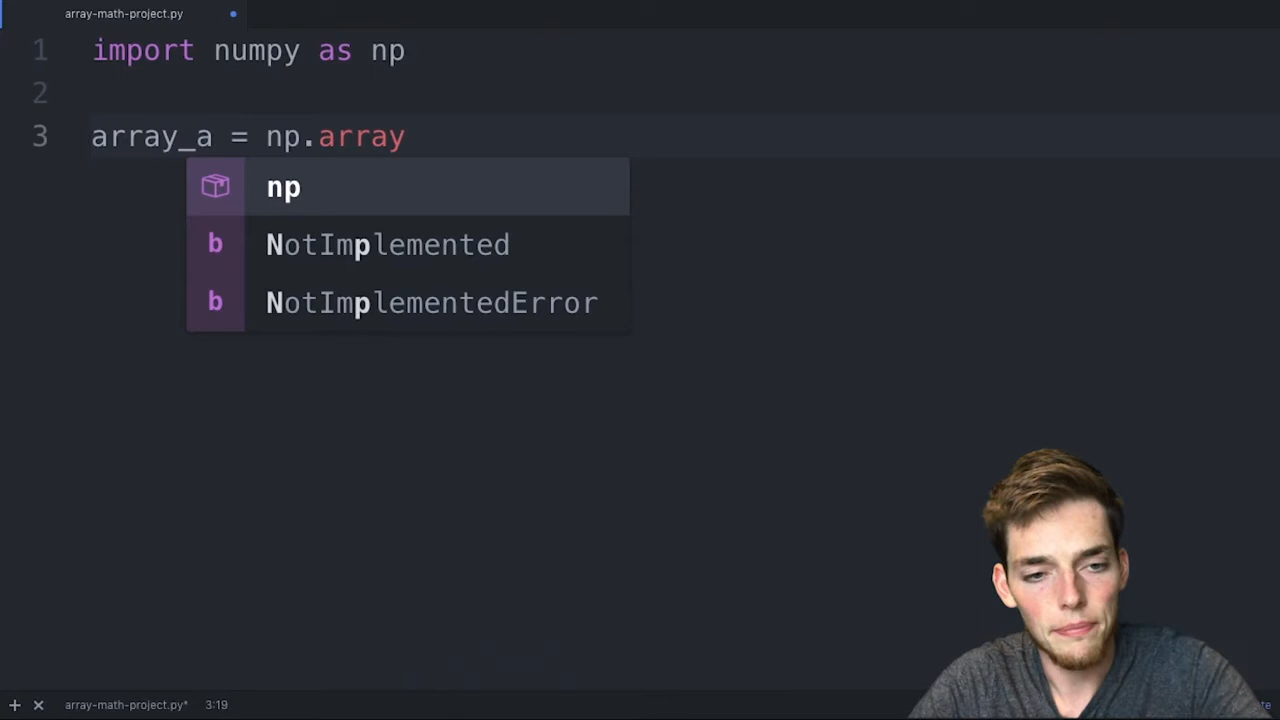 array-math-project.py
1 import numpy as np
2
3 array_a = np.array
np
b NotImplemented
b NotImplementedError
array-math-project.py* 3:19